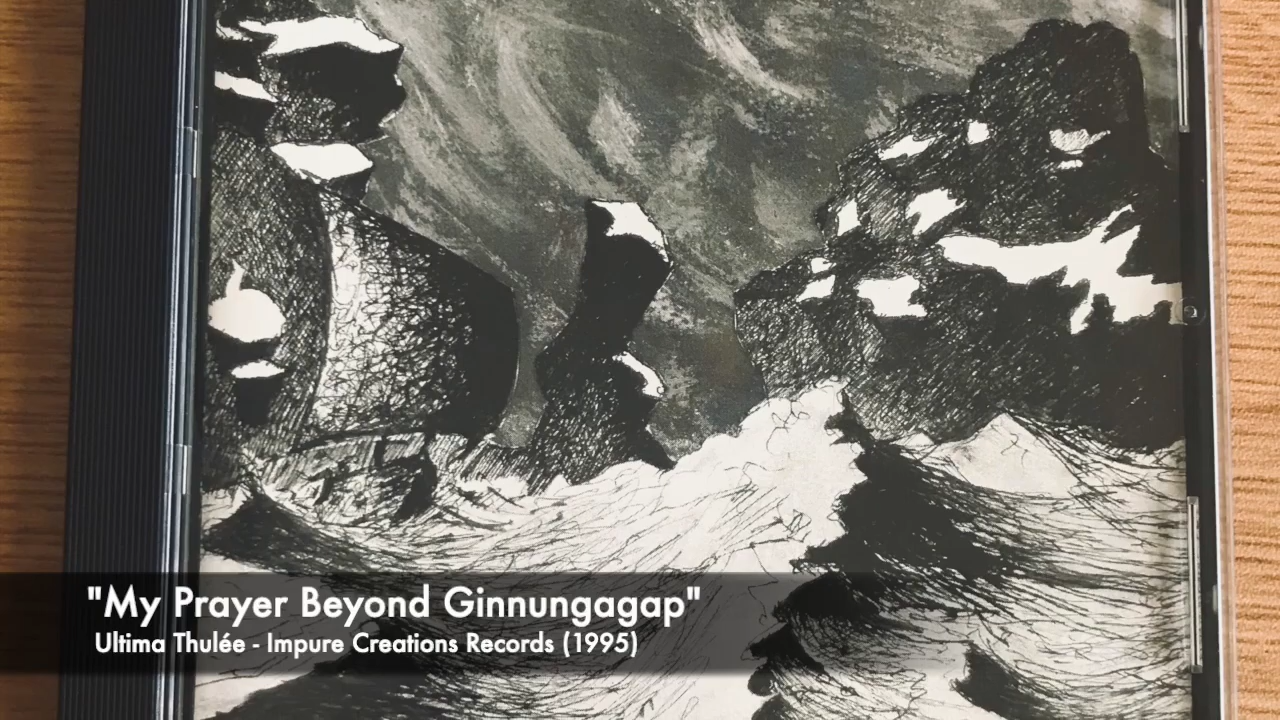 "My Prayer Beyond Ginnungagap"
Ultima Thulée - Impure Creations Records (1995)